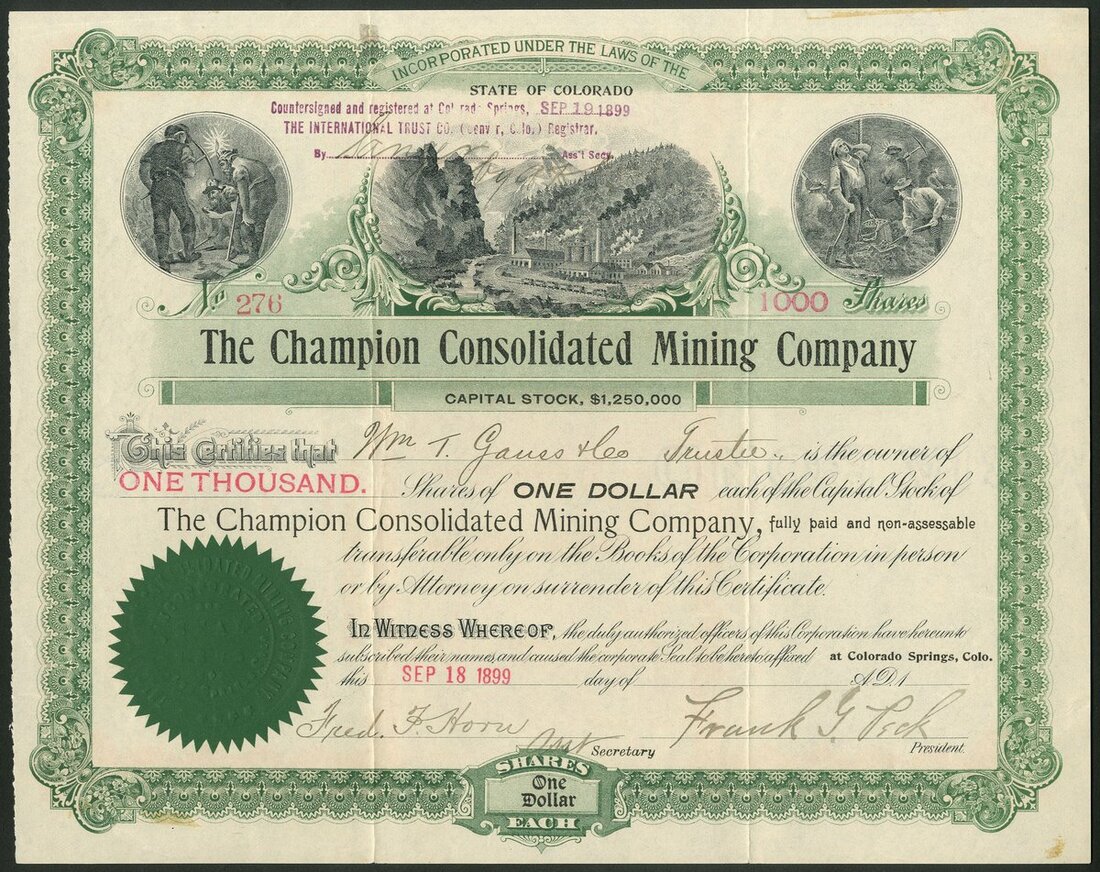 INCORPORATED UNDER THE LAWS OF THE
STATE OF COLORADO
Countersigned and registered at Colorado Springs, SEP 19 1899
THE INTERNATIONAL TRUST CO. (Denver, Colo.) Registrar.
By Ass't Secy.
No 276
1000 Shares
The Champion Consolidated Mining Company
CAPITAL STOCK, $1,250,000
This Certifies that Wm T. Gauss & Co Trustee, is the owner of
ONE THOUSAND. Shares of ONE DOLLAR each of the Capital Stock of
The Champion Consolidated Mining Company, fully paid and non-assessable
transferable only on the Books of the Corporation in person
or by Attorney on surrender of this Certificate.
In Witness Whereof, the duly authorized officers of this Corporation have hereunto
subscribed their names and caused the corporate Seal to be hereto affixed at Colorado Springs, Colo.
this SEP 18 1899 day of A.D. 1
Fred. F. Horn Secretary
Frank G. Peck President.
SHARES
One
Dollar
EACH